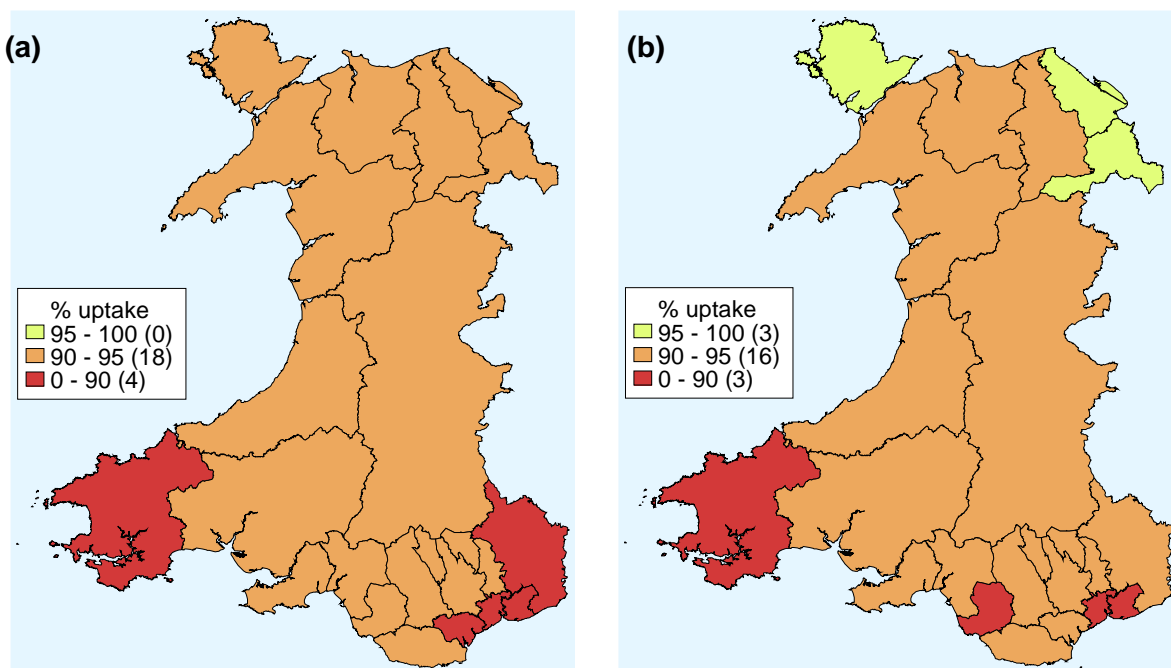 (a)
% uptake
95 - 100 (0)
90 - 95 (18)
0 - 90 (4)
(b)
% uptake
95 - 100 (3)
90 - 95 (16)
0 - 90 (3)